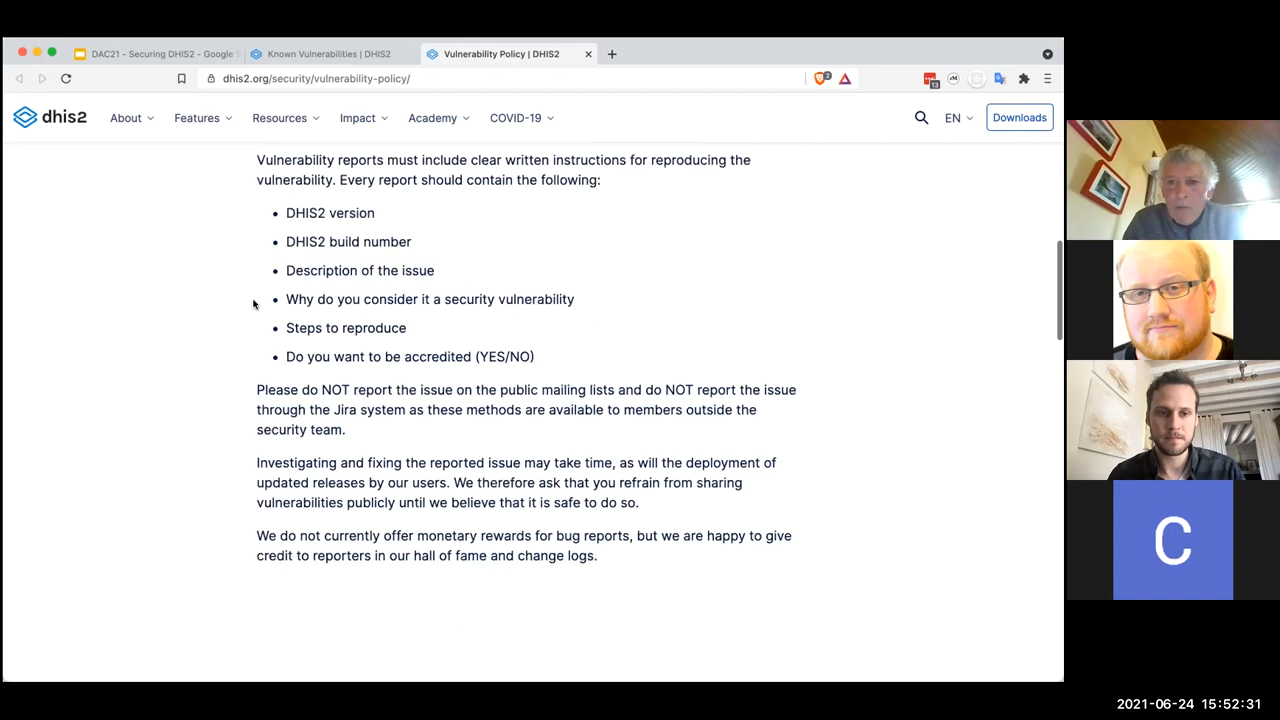 DAC21 - Securing DHIS2 - Google S
Known Vulnerabilities | DHIS2
Vulnerability Policy | DHIS2
dhis2.org/security/vulnerability-policy/
2
13
dhis2
About
Features
Resources
Impact
Academy
COVID-19
EN
Downloads
Vulnerability reports must include clear written instructions for reproducing the
vulnerability. Every report should contain the following:
• DHIS2 version
• DHIS2 build number
• Description of the issue
• Why do you consider it a security vulnerability
• Steps to reproduce
• Do you want to be accredited (YES/NO)
Please do NOT report the issue on the public mailing lists and do NOT report the issue
through the Jira system as these methods are available to members outside the
security team.
Investigating and fixing the reported issue may take time, as will the deployment of
updated releases by our users. We therefore ask that you refrain from sharing
vulnerabilities publicly until we believe that it is safe to do so.
We do not currently offer monetary rewards for bug reports, but we are happy to give
credit to reporters in our hall of fame and change logs.
C
2021-06-24 15:52:31